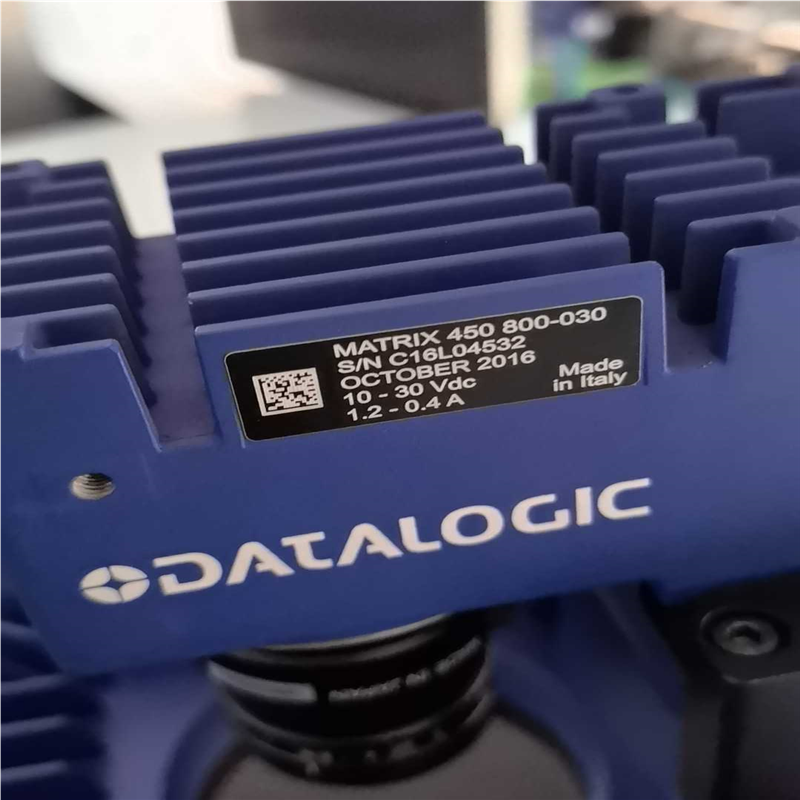 MATRIX 450 800-030
S/N C16L04532
OCTOBER 2016
10 - 30 Vdc
1.2 - 0.4 A
Made
in Italy
DATALOGIC